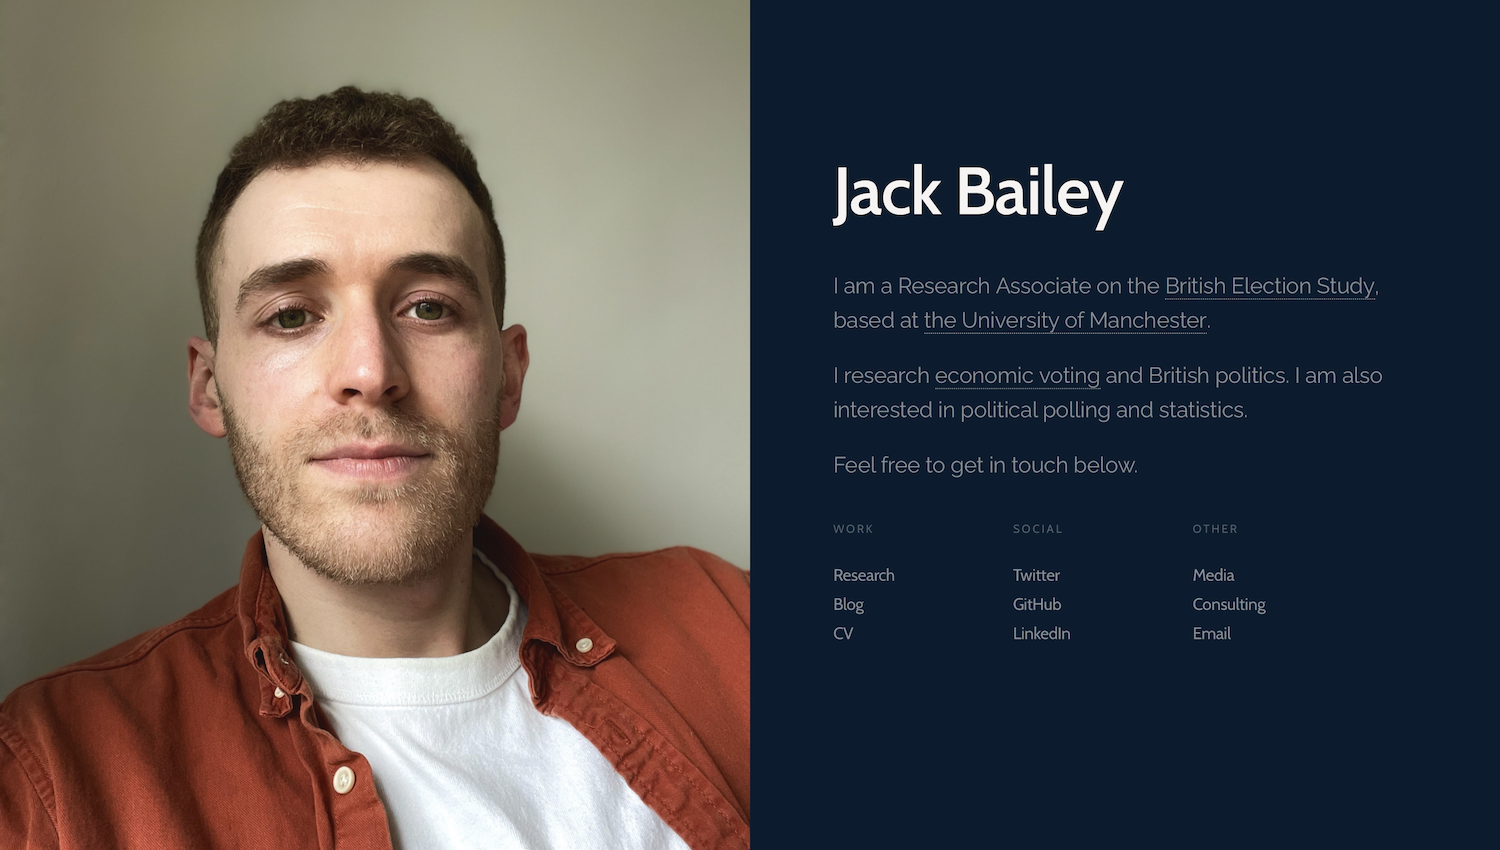 Jack Bailey
I am a Research Associate on the British Election Study,
based at the University of Manchester.
I research economic voting and British politics. I am also
interested in political polling and statistics.
Feel free to get in touch below.
WORK
Research
Blog
CV
SOCIAL
Twitter
GitHub
LinkedIn
OTHER
Media
Consulting
Email